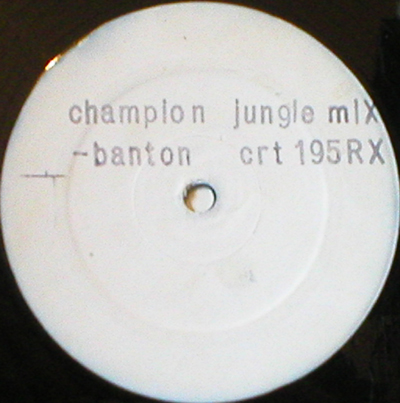 champion jungle mIX
-banton crt 195RX